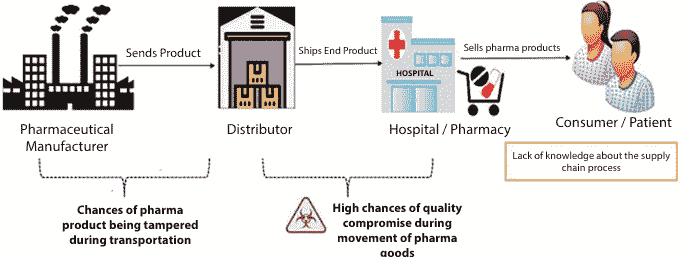 Sends Product
Ships End Product
Sells pharma products
HOSPITAL
Pharmaceutical
Manufacturer
Distributor
Hospital / Pharmacy
Consumer / Patient
Lack of knowledge about the supply
chain process
Chances of pharma
product being tampered
during transportation
High chances of quality
compromise during
movement of pharma
goods